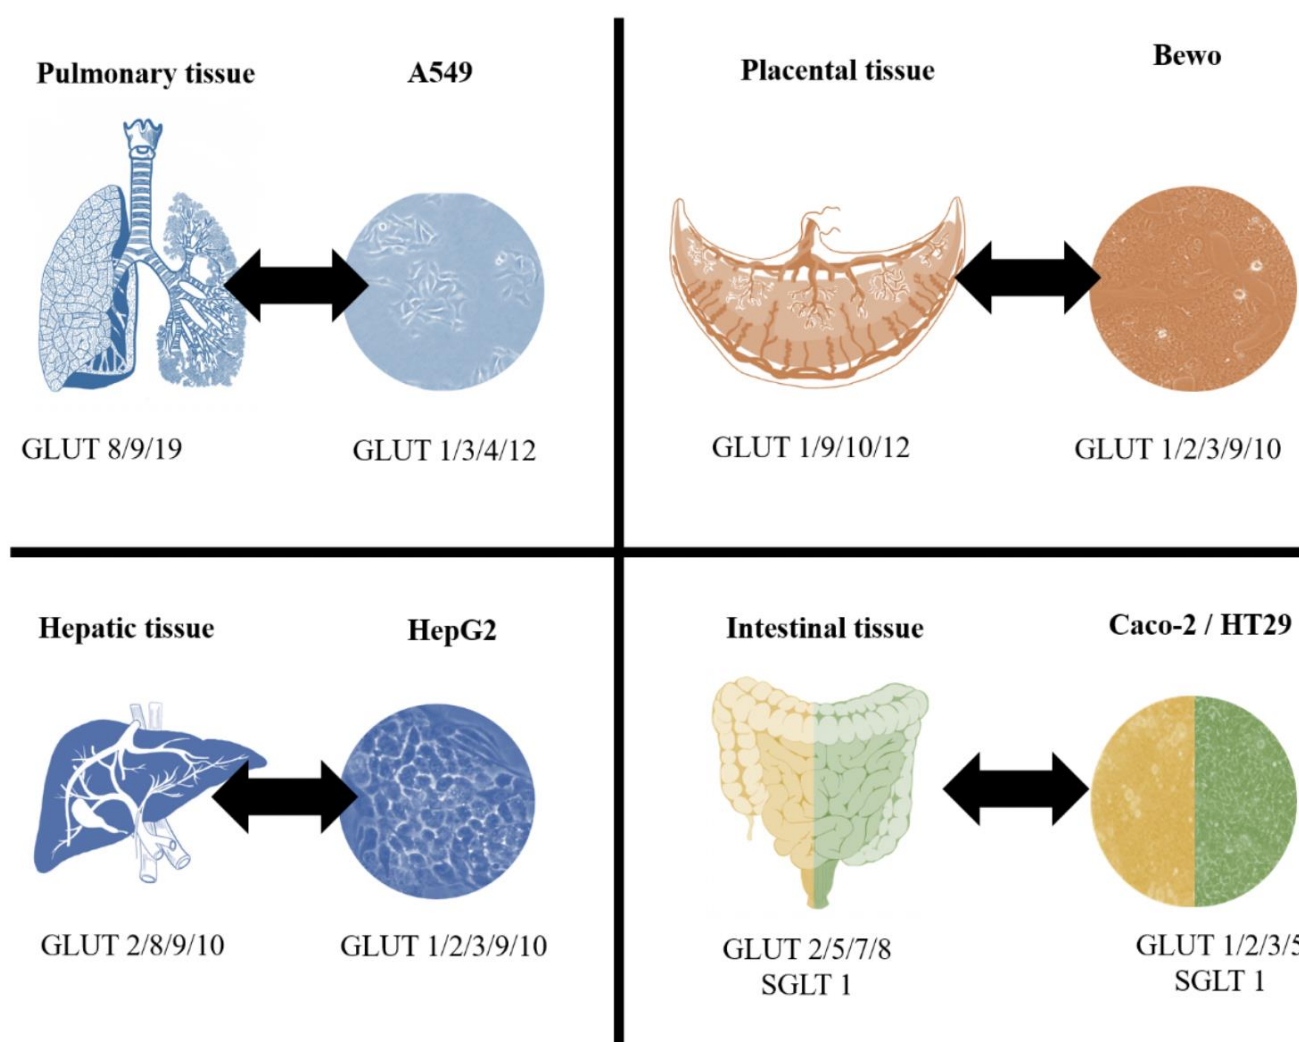 Pulmonary tissue
A549
GLUT 8/9/19
GLUT 1/3/4/12
Placental tissue
Bewo
GLUT 1/9/10/12
GLUT 1/2/3/9/10
Hepatic tissue
HepG2
GLUT 2/8/9/10
GLUT 1/2/3/9/10
Intestinal tissue
Caco-2 / HT29
GLUT 2/5/7/8
SGLT 1
GLUT 1/2/3/5
SGLT 1